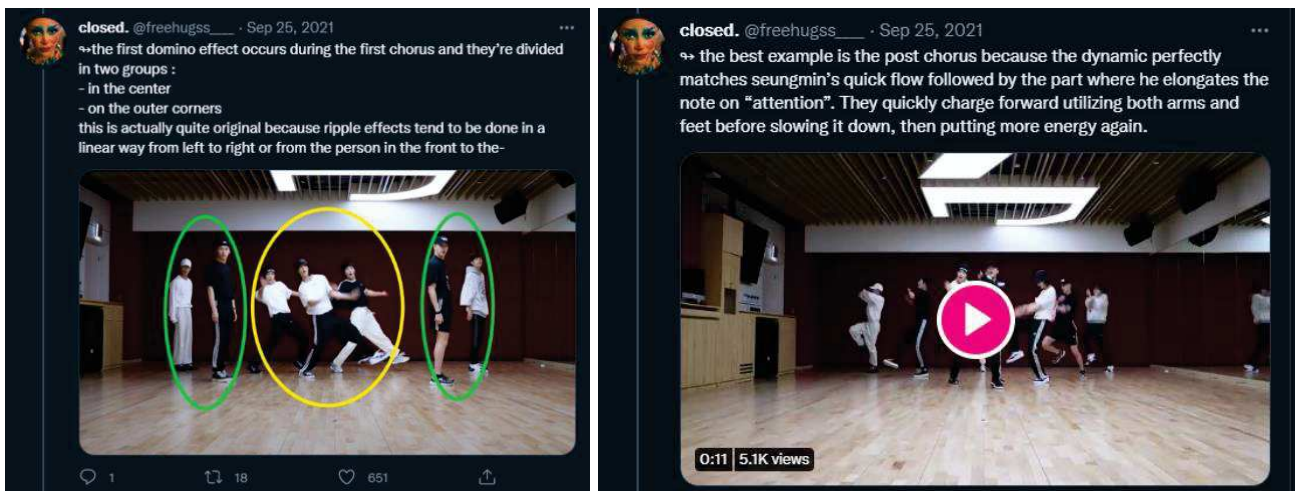 closed. @freehugss___ · Sep 25, 2021
↬the first domino effect occurs during the first chorus and they're divided
in two groups :
- in the center
- on the outer corners
this is actually quite original because ripple effects tend to be done in a
linear way from left to right or from the person in the front to the-
1 18 651
closed. @freehugss___ · Sep 25, 2021
↬ the best example is the post chorus because the dynamic perfectly
matches seungmin's quick flow followed by the part where he elongates the
note on “attention”. They quickly charge forward utilizing both arms and
feet before slowing it down, then putting more energy again.
0:11 5.1K views